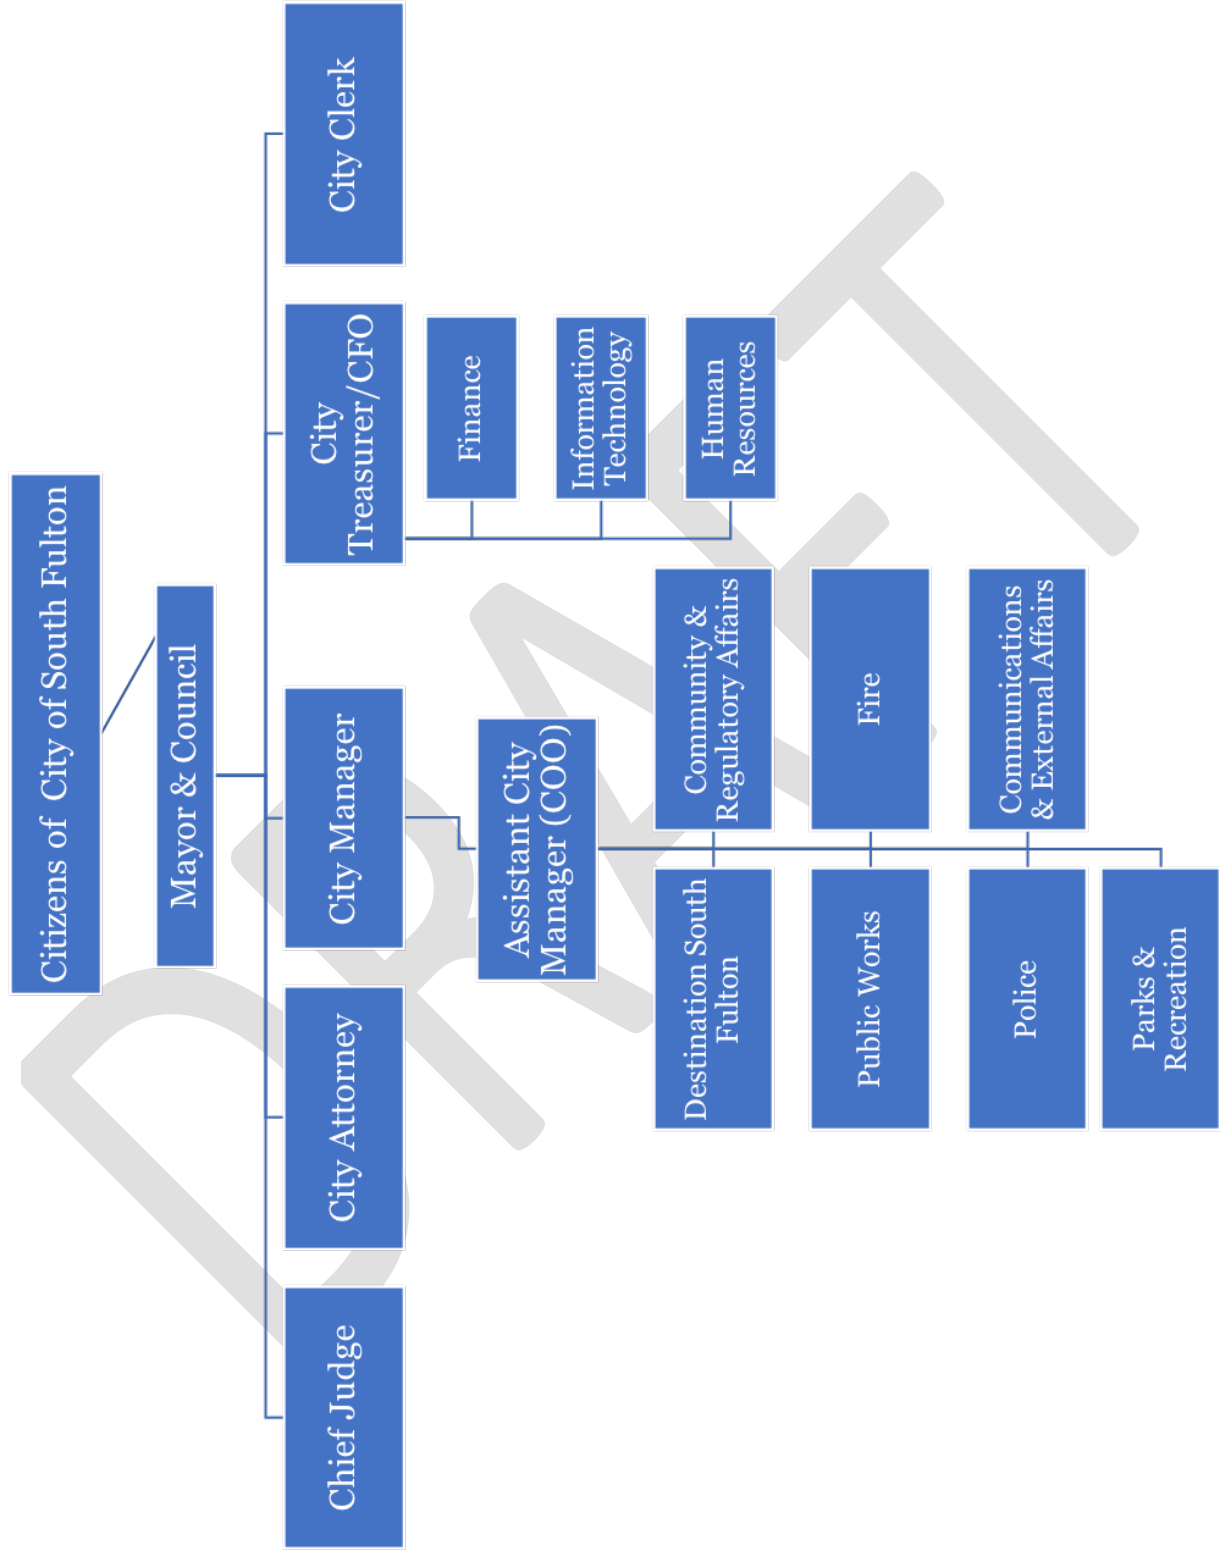 Citizens of City of South Fulton
Mayor & Council
Chief Judge
City Attorney
City Manager
City
Treasurer/CFO
City Clerk
Assistant City
Manager (COO)
Destination South
Fulton
Community &
Regulatory Affairs
Public Works
Fire
Police
Communications
& External Affairs
Parks &
Recreation
Finance
Information
Technology
Human
Resources
DRAFT